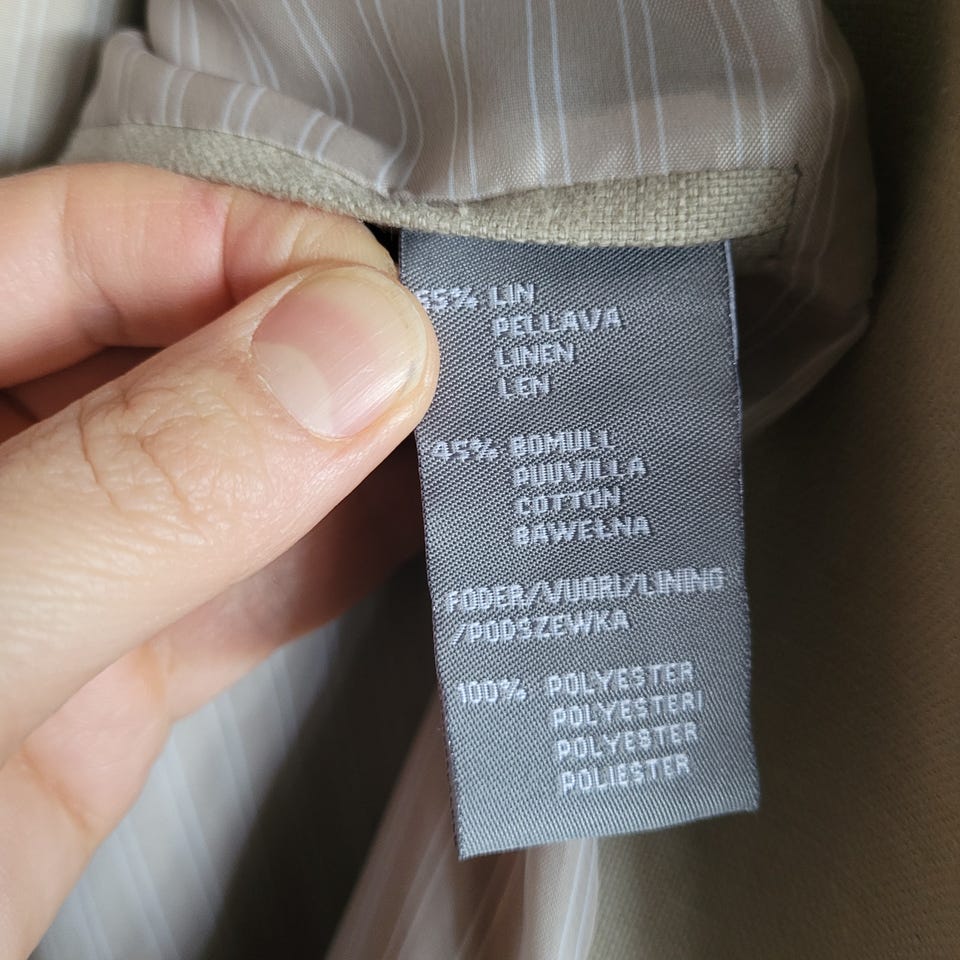 55% LIN
PELLAVA
LINEN
LEN
45% BOMULL
PUUVILLA
COTTON
BAWEŁNA
FODER/VUORI/LINING
/PODSZEWKA
100% POLYESTER
POLYESTERI
POLYESTER
POLIESTER